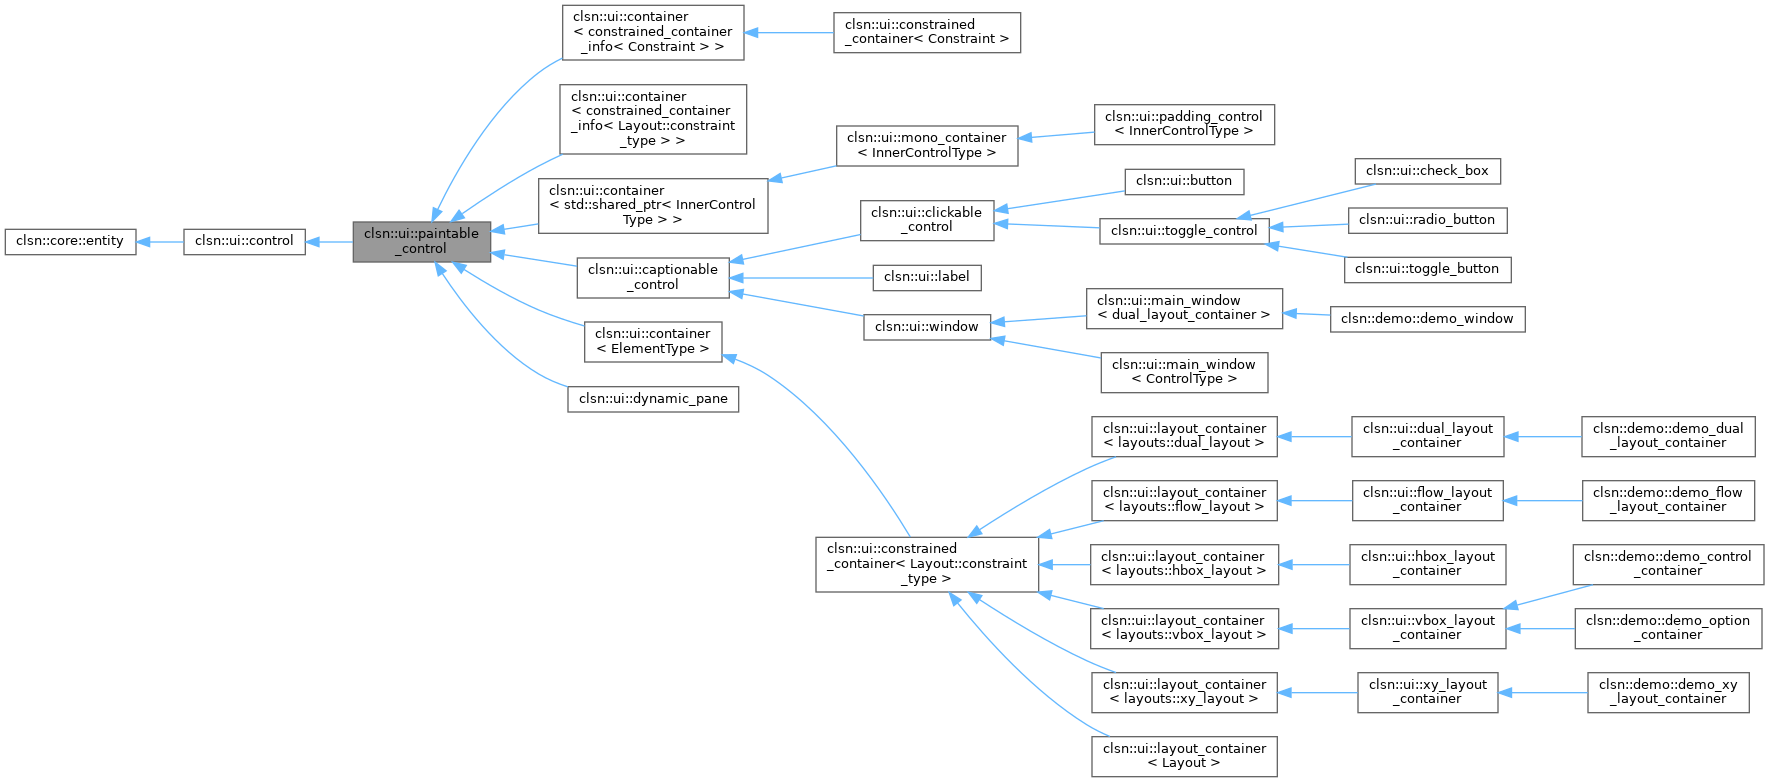 clsn::core::entity
clsn::ui::control
clsn::ui::paintable
_control
clsn::ui::container
< constrained_container
_info< Constraint > >
clsn::ui::constrained
_container< Constraint >
clsn::ui::container
< constrained_container
_info< Layout::constraint
_type > >
clsn::ui::container
< std::shared_ptr< InnerControl
Type > >
clsn::ui::mono_container
< InnerControlType >
clsn::ui::padding_control
< InnerControlType >
clsn::ui::captionable
_control
clsn::ui::clickable
_control
clsn::ui::button
clsn::ui::toggle_control
clsn::ui::check_box
clsn::ui::radio_button
clsn::ui::toggle_button
clsn::ui::label
clsn::ui::window
clsn::ui::main_window
< dual_layout_container >
clsn::demo::demo_window
clsn::ui::main_window
< ControlType >
clsn::ui::container
< ElementType >
clsn::ui::dynamic_pane
clsn::ui::constrained
_container< Layout::constraint
_type >
clsn::ui::layout_container
< layouts::dual_layout >
clsn::ui::dual_layout
_container
clsn::demo::demo_dual
_layout_container
clsn::ui::layout_container
< layouts::flow_layout >
clsn::ui::flow_layout
_container
clsn::demo::demo_flow
_layout_container
clsn::ui::layout_container
< layouts::hbox_layout >
clsn::ui::hbox_layout
_container
clsn::demo::demo_control
_container
clsn::ui::layout_container
< layouts::vbox_layout >
clsn::ui::vbox_layout
_container
clsn::demo::demo_option
_container
clsn::ui::layout_container
< layouts::xy_layout >
clsn::ui::xy_layout
_container
clsn::demo::demo_xy
_layout_container
clsn::ui::layout_container
< Layout >